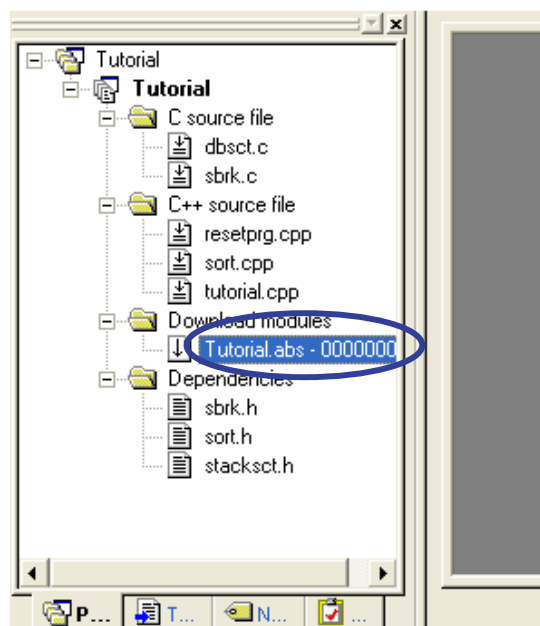 Tutorial
Tutorial
C source file
dbsct.c
sbrk.c
C++ source file
resetprg.cpp
sort.cpp
tutorial.cpp
Download modules
Tutorial.abs - 0000000
Dependencies
sbrk.h
sort.h
stacksct.h
P... T... N... ...